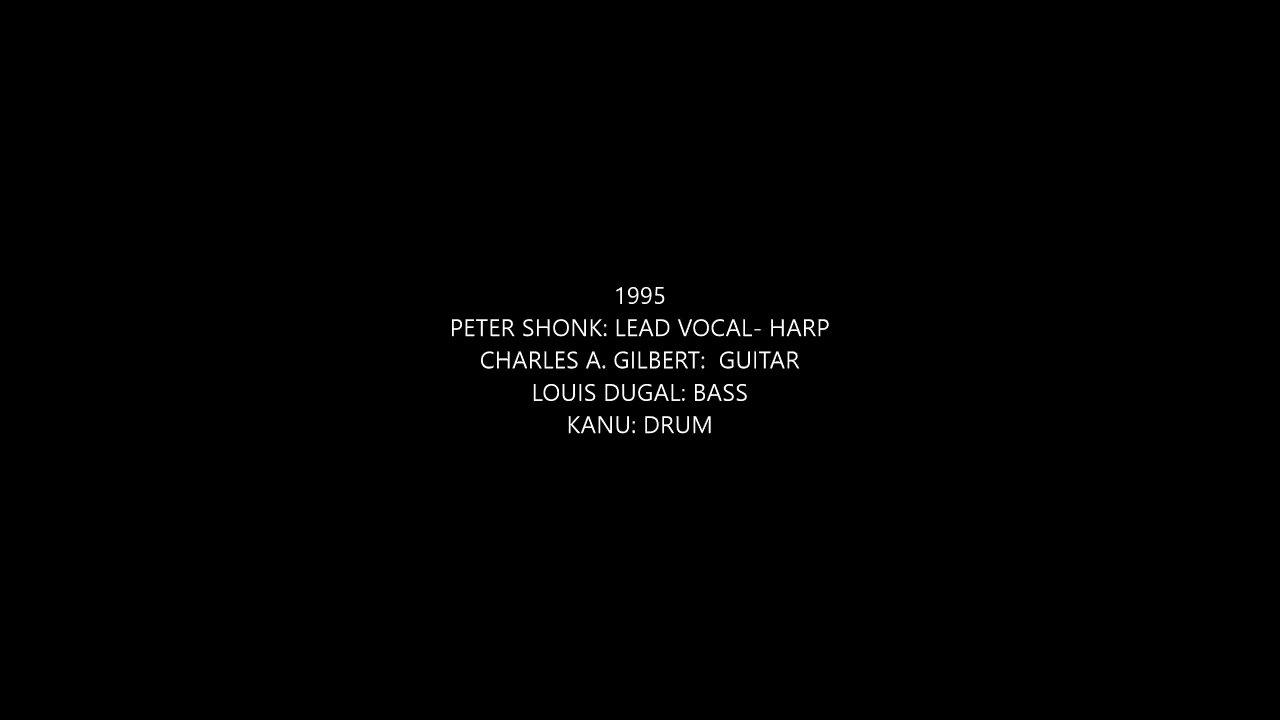 1995
PETER SHONK: LEAD VOCAL- HARP
CHARLES A. GILBERT:  GUITAR
LOUIS DUGAL: BASS
KANU: DRUM